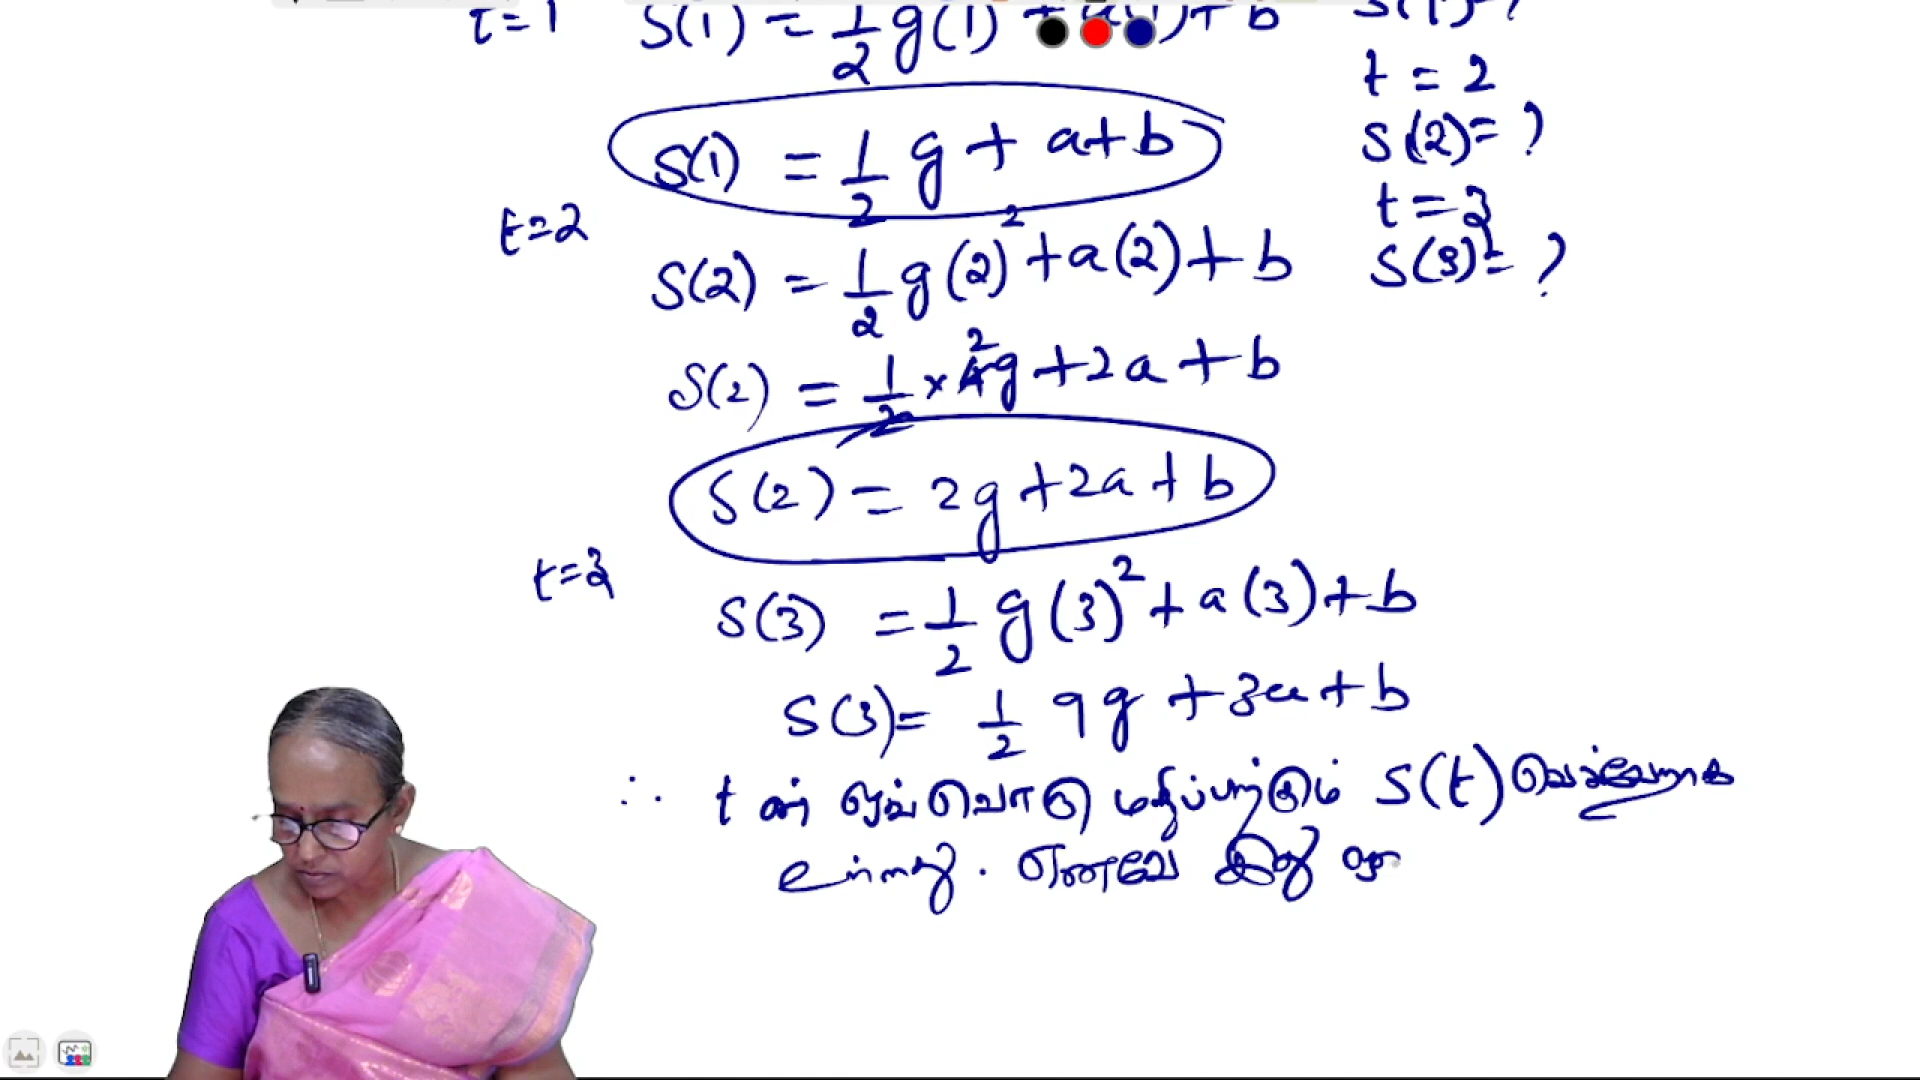 t=1 S(1) = 1/2 g(1) + a(1) + b S(1)=?
t = 2
S(1) = 1/2 g + a+b
S(2)= ?
t=2
t=3
S(2) = 1/2 g(2)² + a(2) + b
S(3)= ?
S(2) = 1/2 × 4g + 2a + b
2
S(2) = 2g + 2a + b
t=3
S(3) = 1/2 g(3)² + a(3) + b
S(3)= 1/2 9g + 3a + b
∴ t ன் ஒவ்வொரு மதிப்பிற்கும் S(t) வெவ்வேறாக
உள்ளது. எனவே இது ஒரு